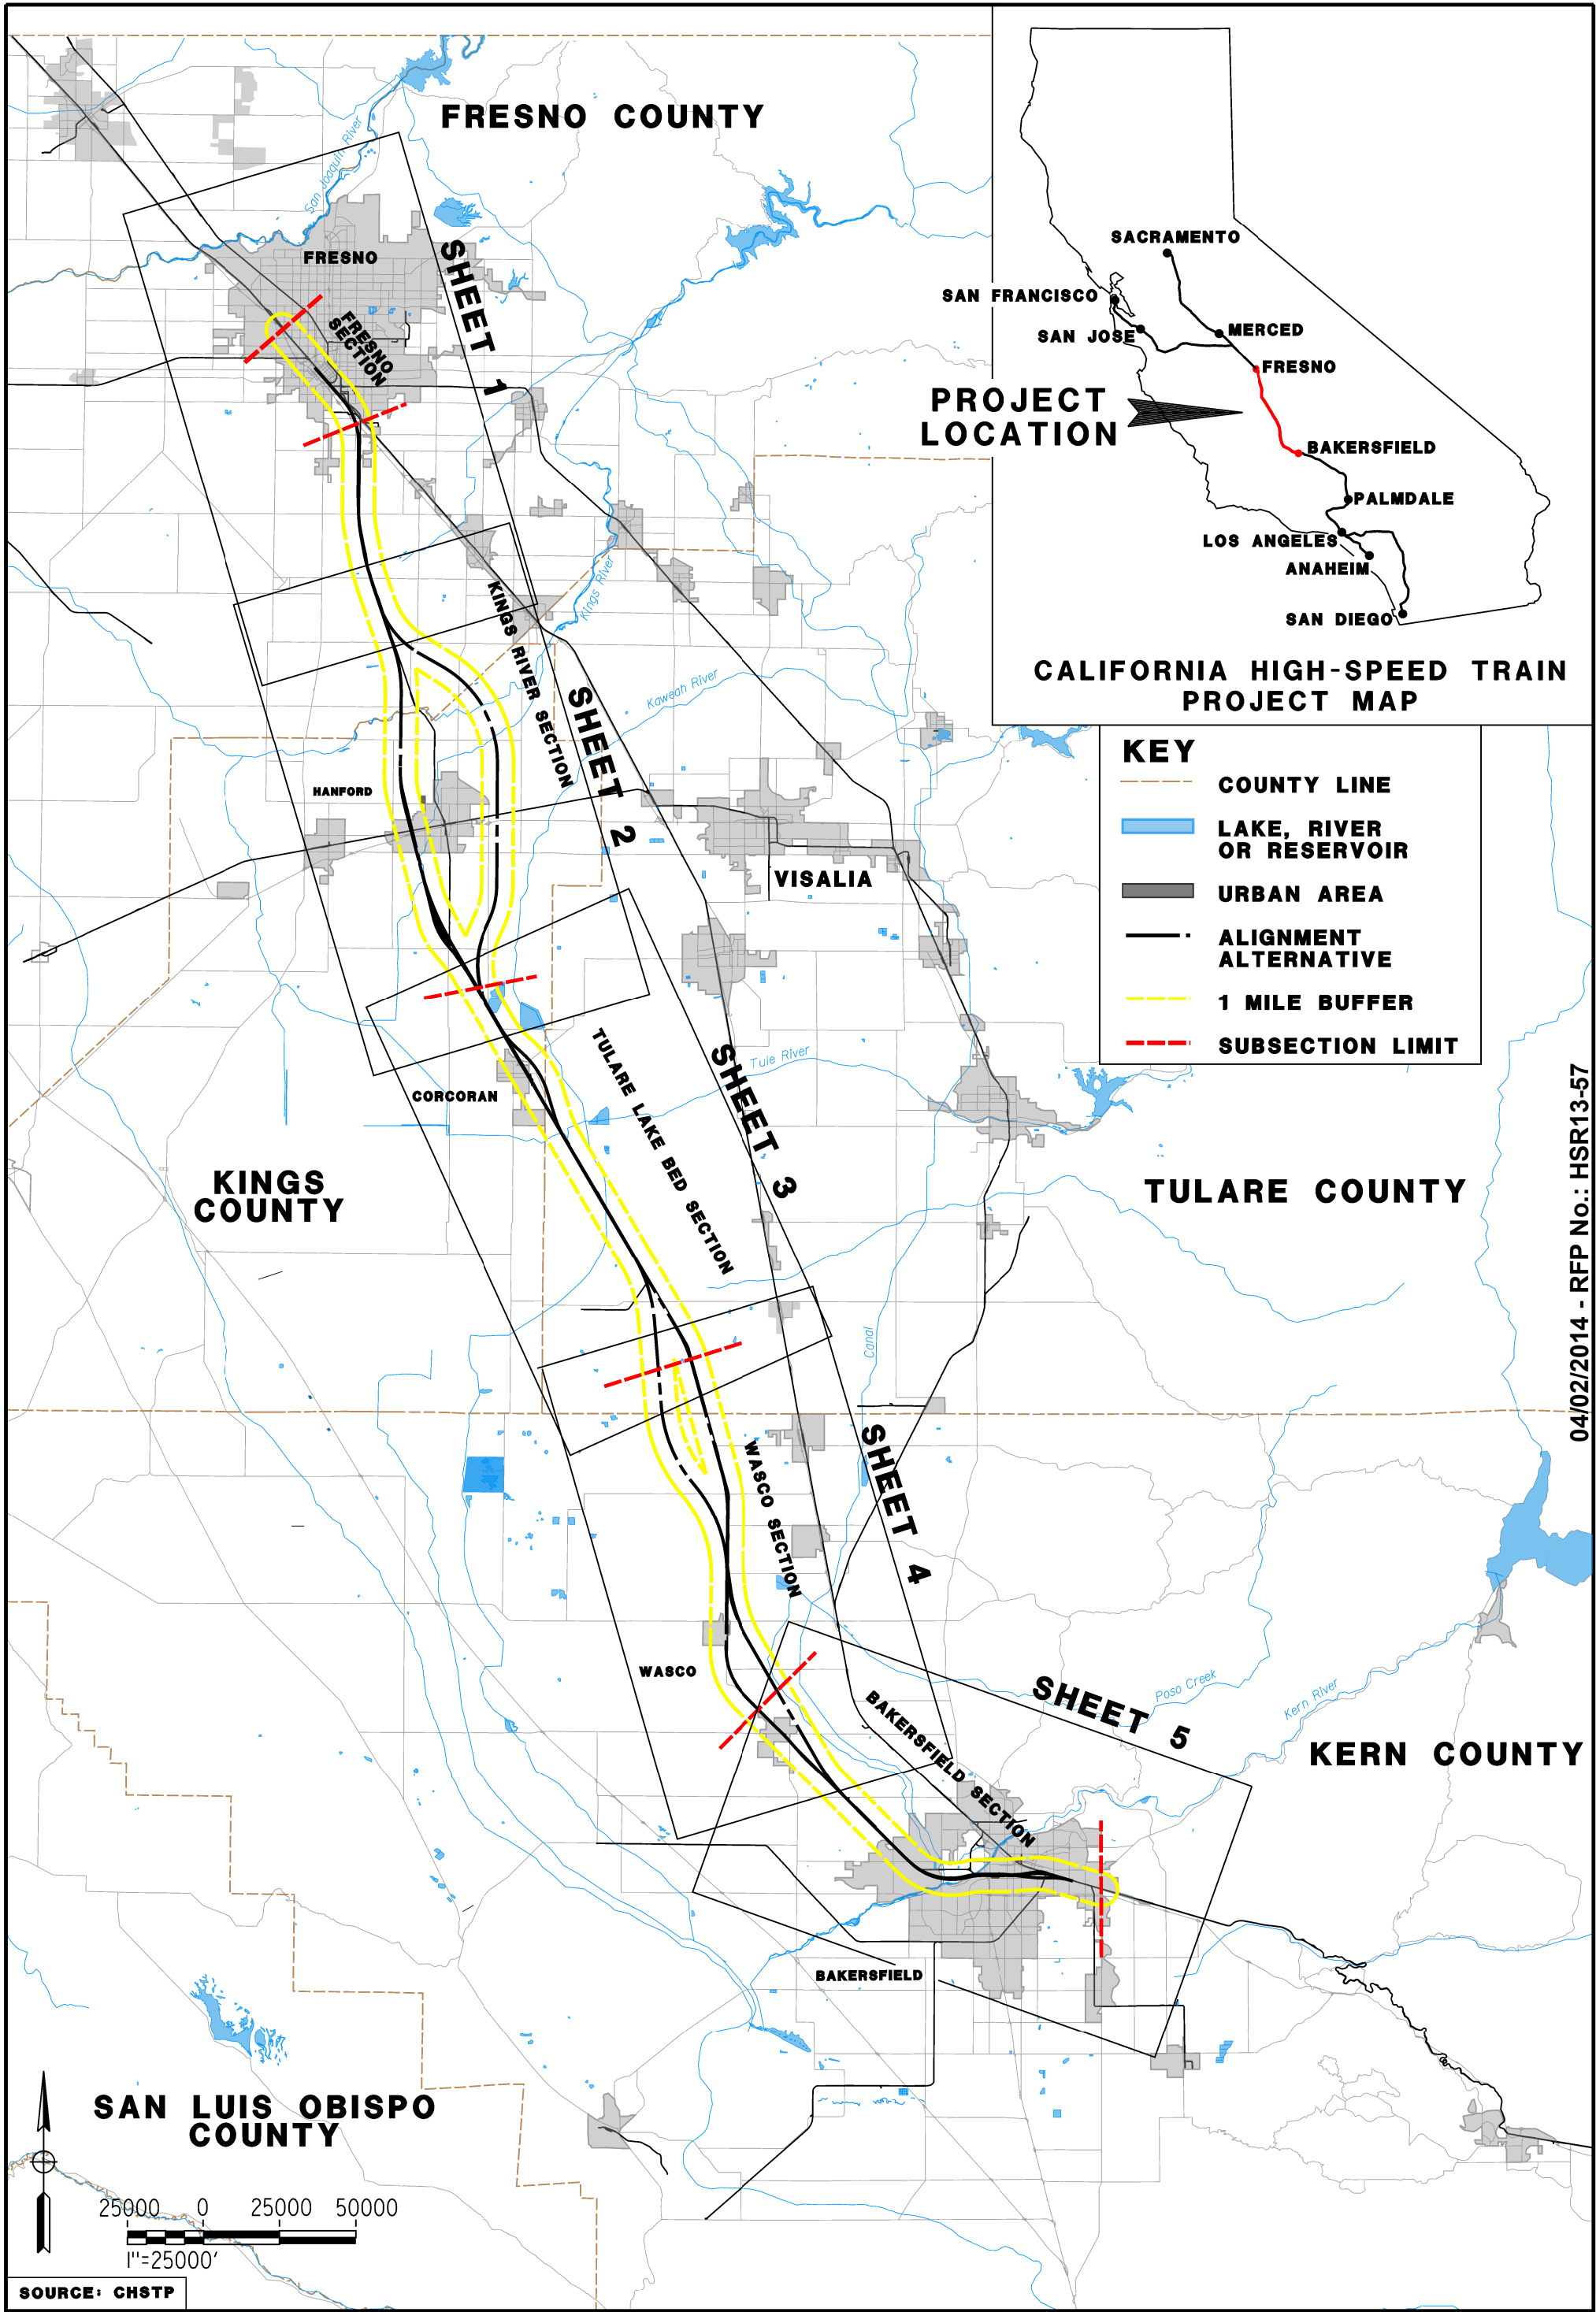 FRESNO COUNTY
San Joaquin River
FRESNO
FRESNO
SECTION
SHEET 1
KINGS RIVER SECTION
Kings River
SHEET 2
Kaweah River
HANFORD
VISALIA
CORCORAN
TULARE LAKE BED SECTION
SHEET 3
Tule River
KINGS
COUNTY
TULARE COUNTY
Canal
WASCO SECTION
SHEET 4
WASCO
BAKERSFIELD SECTION
SHEET 5
Poso Creek
Kern River
KERN COUNTY
BAKERSFIELD
SAN LUIS OBISPO
COUNTY
25000 0 25000 50000
1"=25000'
SOURCE: CHSTP
SACRAMENTO
SAN FRANCISCO
SAN JOSE
MERCED
FRESNO
PROJECT
LOCATION
BAKERSFIELD
PALMDALE
LOS ANGELES
ANAHEIM
SAN DIEGO
CALIFORNIA HIGH-SPEED TRAIN
PROJECT MAP
KEY
COUNTY LINE
LAKE, RIVER
OR RESERVOIR
URBAN AREA
ALIGNMENT
ALTERNATIVE
1 MILE BUFFER
SUBSECTION LIMIT
04/02/2014 - RFP No.: HSR13-57